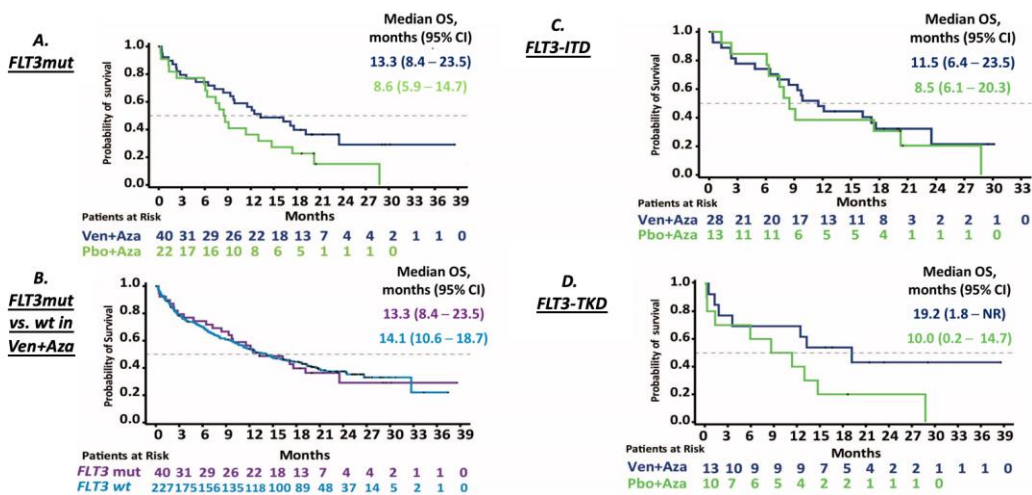 A.
FLT3mut
Median OS,
months (95% CI)
13.3 (8.4 – 23.5)
8.6 (5.9 – 14.7)
Probability of survival
1.0
0.8
0.6
0.4
0.2
0.0
0 3 6 9 12 15 18 21 24 27 30 33 36 39
Months
Patients at Risk
Ven+Aza 40 31 29 26 22 18 13 7 4 4 2 1 1 0
Pbo+Aza 22 17 16 10 8 6 5 1 1 1 0
B.
FLT3mut
vs. wt in
Ven+Aza
Median OS,
months (95% CI)
13.3 (8.4 – 23.5)
14.1 (10.6 – 18.7)
Probability of Survival
1.0
0.8
0.6
0.4
0.2
0.0
0 3 6 9 12 15 18 21 24 27 30 33 36 39
Months
Patients at Risk
FLT3 mut 40 31 29 26 22 18 13 7 4 4 2 1 1 0
FLT3 wt 227 175 156 135 118 100 89 48 37 14 5 2 1 0
C.
FLT3-ITD
Median OS,
months (95% CI)
11.5 (6.4 – 23.5)
8.5 (6.1 – 20.3)
Probability of survival
1.0
0.8
0.6
0.4
0.2
0.0
0 3 6 9 12 15 18 21 24 27 30 33
Months
Patients at Risk
Ven+Aza 28 21 20 17 13 11 8 3 2 2 1 0
Pbo+Aza 13 11 11 6 5 5 4 1 1 1 0
D.
FLT3-TKD
Median OS,
months (95% CI)
19.2 (1.8 – NR)
10.0 (0.2 – 14.7)
Probability of Survival
1.0
0.8
0.6
0.4
0.2
0.0
0 3 6 9 12 15 18 21 24 27 30 33 36 39
Months
Patients at Risk
Ven+Aza 13 10 9 9 9 7 5 4 2 2 1 1 1 0
Pbo+Aza 10 7 6 5 4 2 2 1 1 1 0